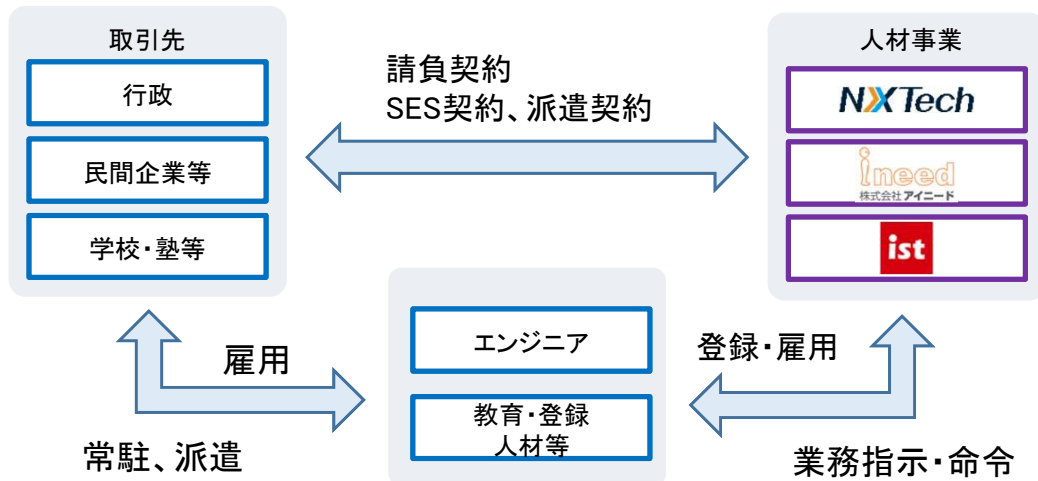 取引先
行政
民間企業等
学校・塾等
請負契約
SES契約、派遣契約
人材事業
NXTech
ineed
株式会社アイニード
ist
エンジニア
教育・登録
人材等
雇用
常駐、派遣
登録・雇用
業務指示・命令